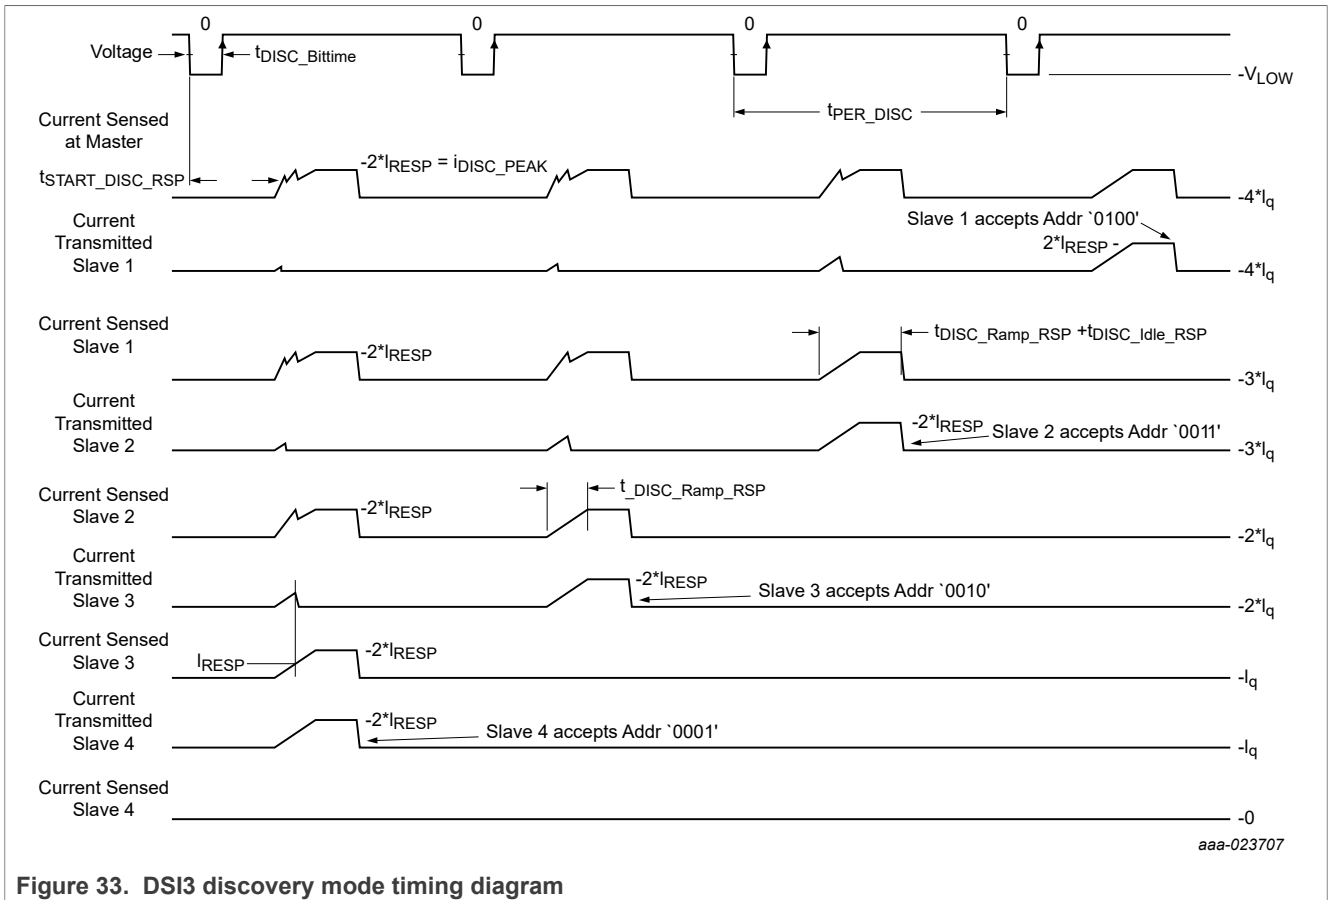 0 0 0 0
Voltage
tDISC_Bittime
-VLOW
tPER_DISC
Current Sensed
at Master
-2*IRESP = iDISC_PEAK
tSTART_DISC_RSP
-4*Iq
Current
Transmitted
Slave 1
Slave 1 accepts Addr `0100'
2*IRESP -
-4*Iq
Current Sensed
Slave 1
tDISC_Ramp_RSP +tDISC_Idle_RSP
-2*IRESP
-3*Iq
Current
Transmitted
Slave 2
-2*IRESP
Slave 2 accepts Addr `0011'
-3*Iq
Current Sensed
Slave 2
t_DISC_Ramp_RSP
-2*IRESP
-2*Iq
Current
Transmitted
Slave 3
-2*IRESP
Slave 3 accepts Addr `0010'
-2*Iq
Current Sensed
Slave 3
IRESP
-2*IRESP
-Iq
Current
Transmitted
Slave 4
-2*IRESP
Slave 4 accepts Addr `0001'
-Iq
Current Sensed
Slave 4
-0
aaa-023707
Figure 33. DSI3 discovery mode timing diagram